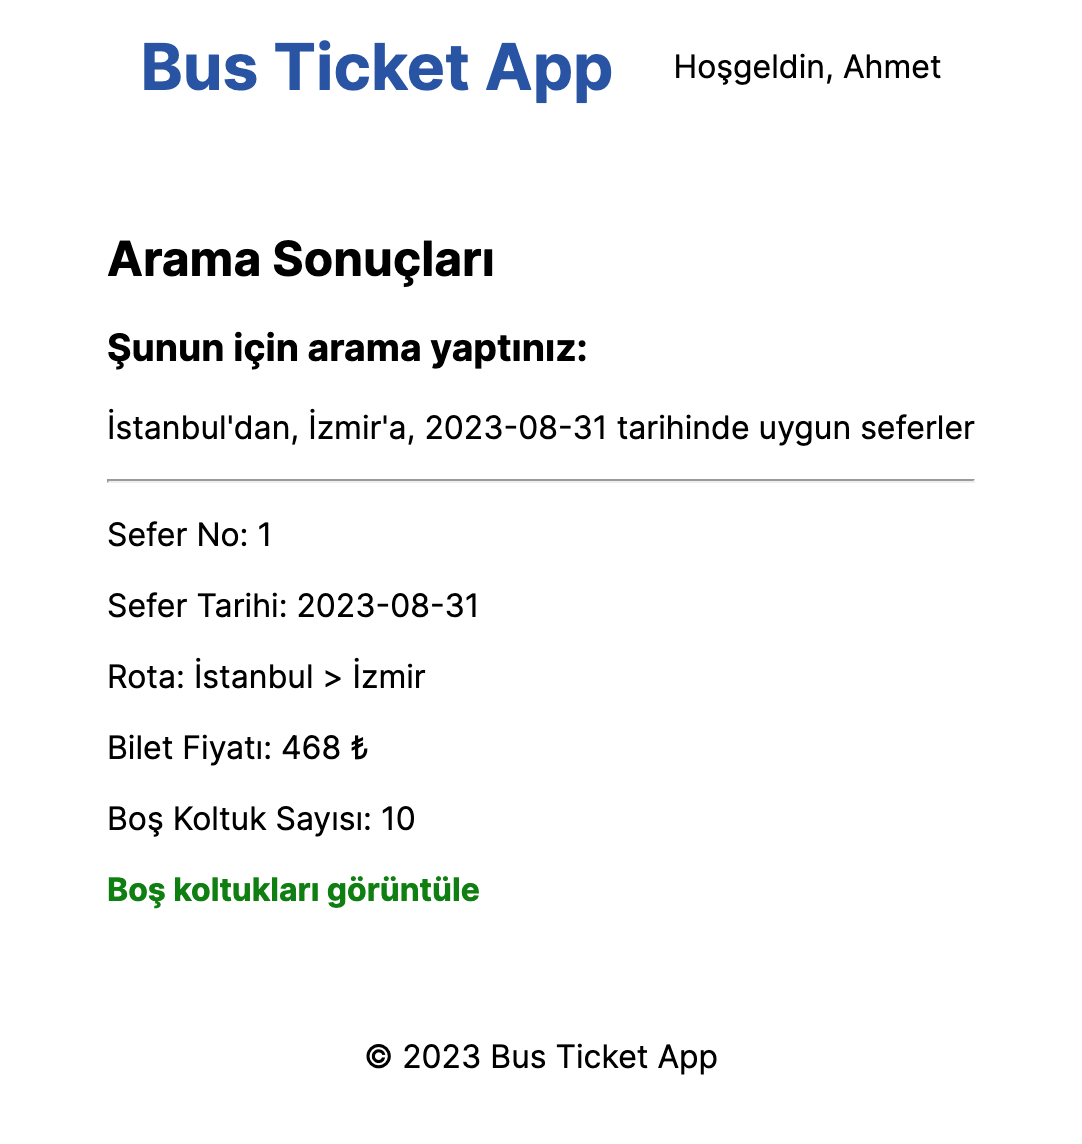 Bus Ticket App
Hoşgeldin, Ahmet
Arama Sonuçları
Şunun için arama yaptınız:
İstanbul'dan, İzmir'a, 2023-08-31 tarihinde uygun seferler
Sefer No: 1
Sefer Tarihi: 2023-08-31
Rota: İstanbul > İzmir
Bilet Fiyatı: 468 ₺
Boş Koltuk Sayısı: 10
Boş koltukları görüntüle
© 2023 Bus Ticket App